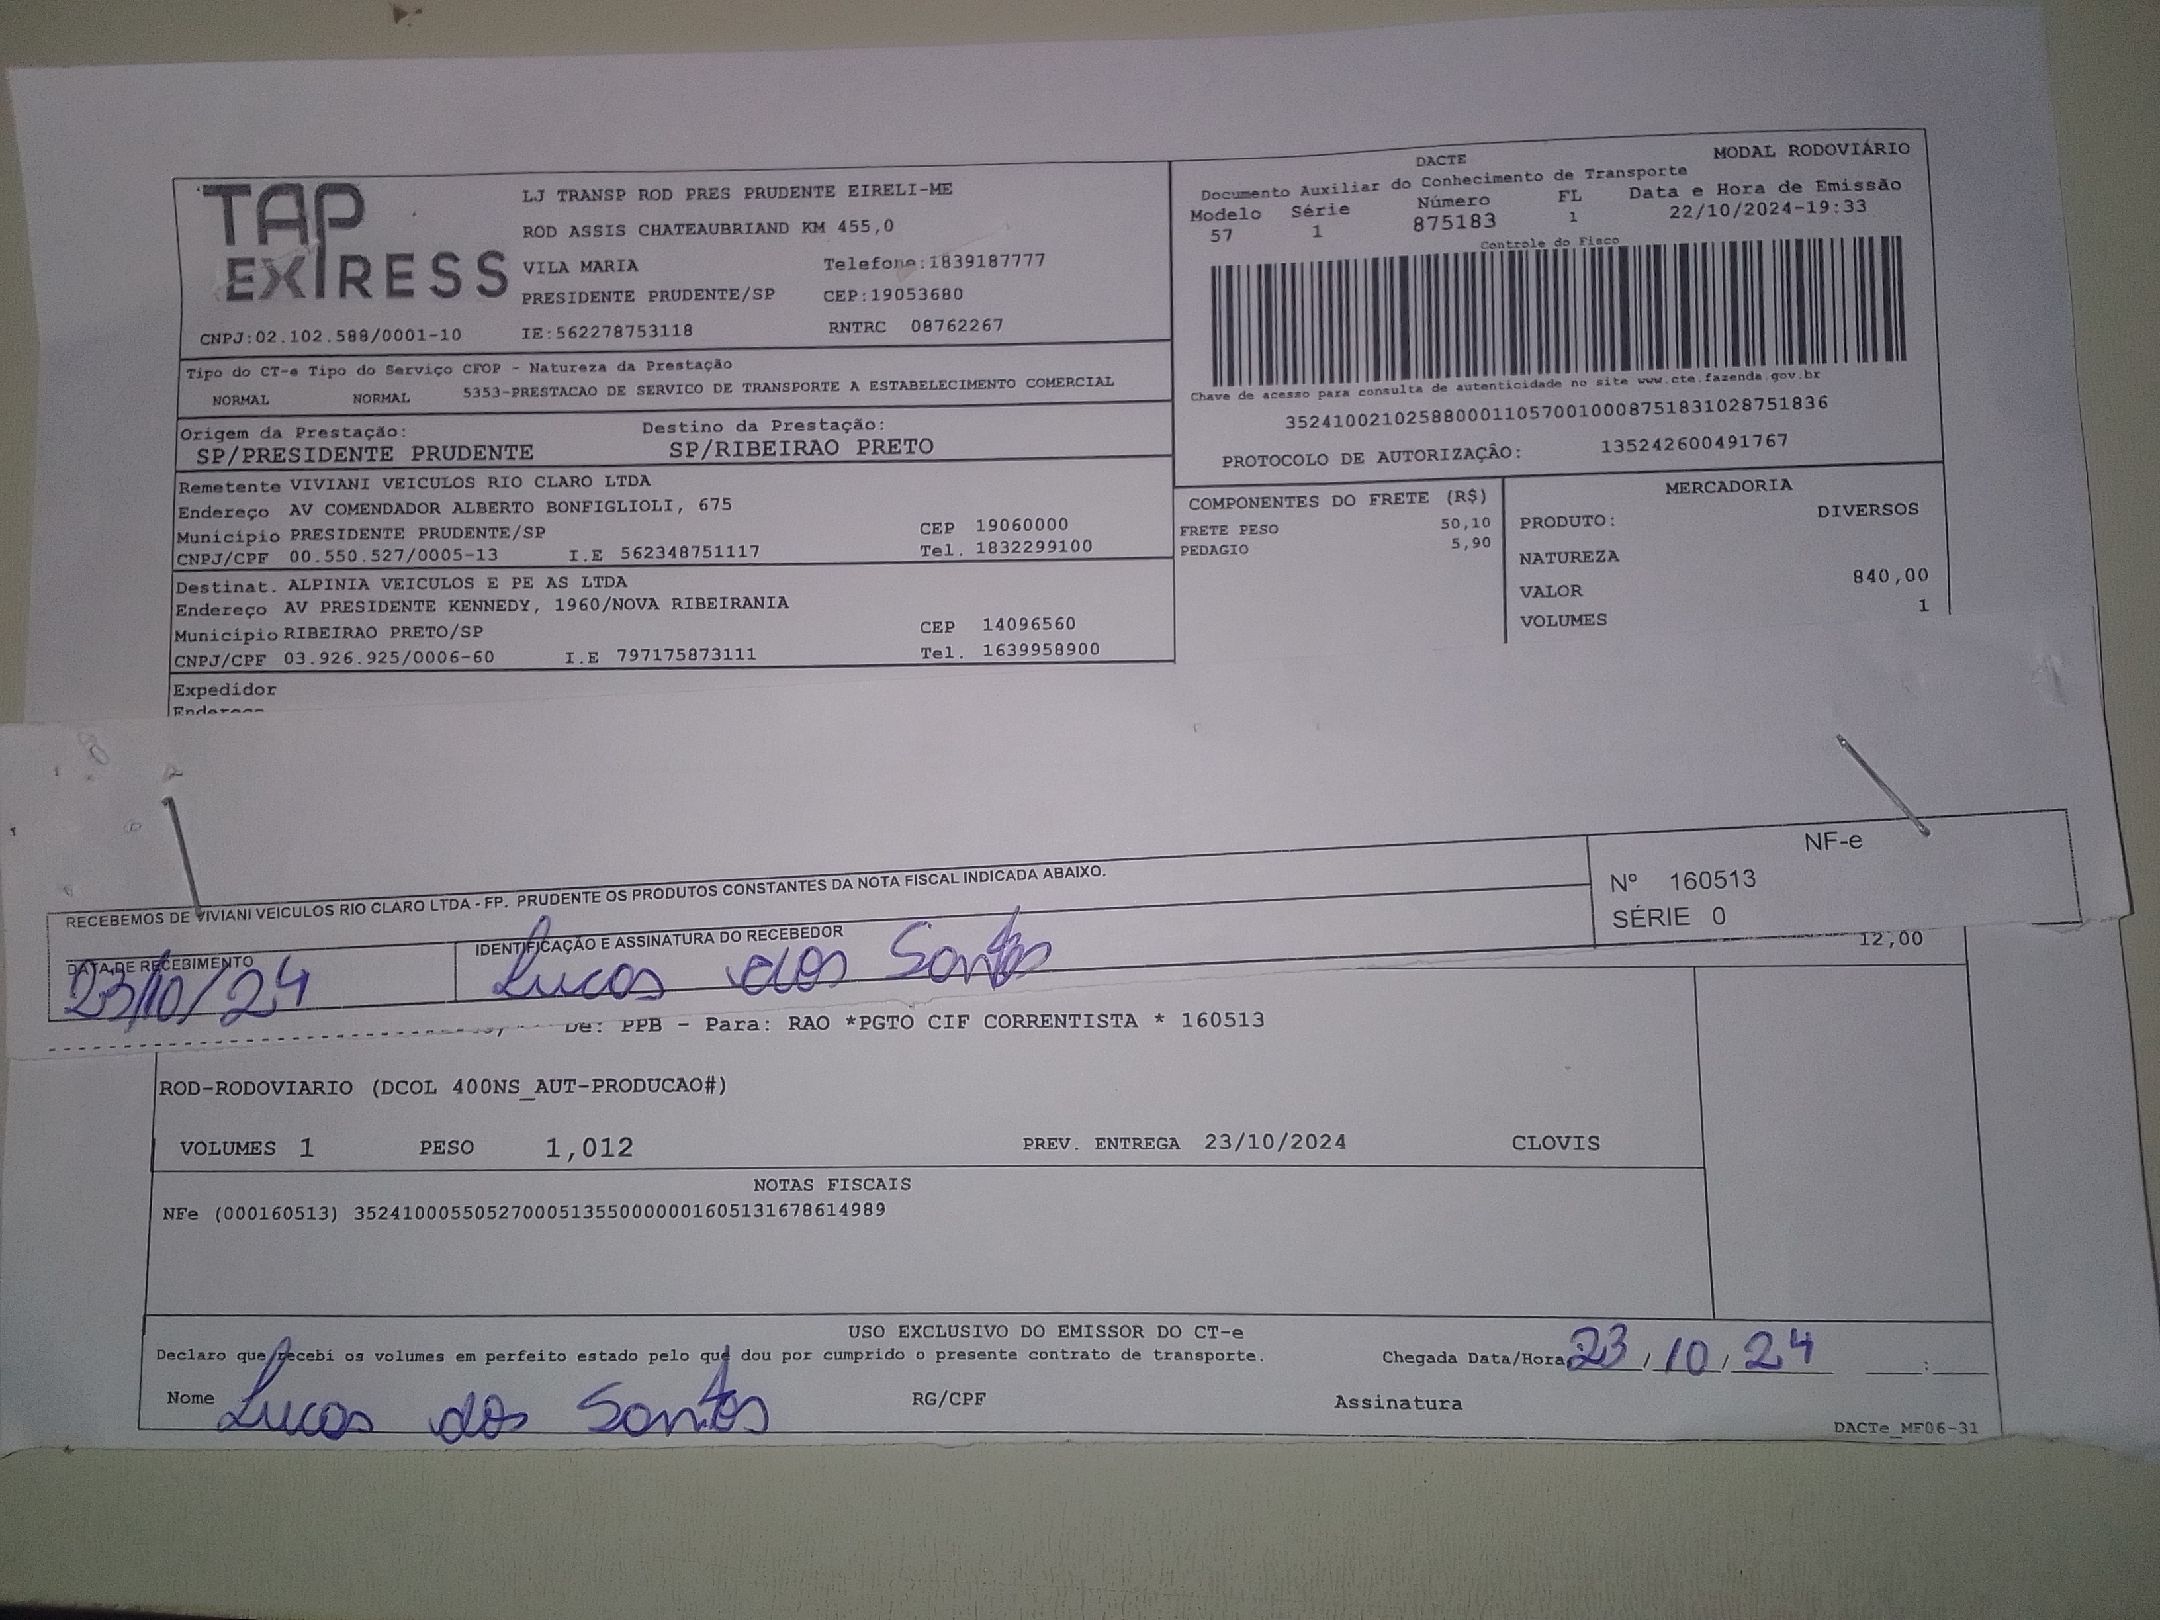 TAP
EXPRESS
LJ TRANSP ROD PRES PRUDENTE EIRELI-ME
ROD ASSIS CHATEAUBRIAND KM 455,0
VILA MARIA Telefone:1839187777
PRESIDENTE PRUDENTE/SP CEP:19053680
CNPJ:02.102.588/0001-10 IE:562278753118 RNTRC 08762267
DACTE MODAL RODOVIÁRIO
Documento Auxiliar do Conhecimento de Transporte
Modelo Série Número FL Data e Hora de Emissão
57 1 875183 1 22/10/2024-19:33
Controle do Fisco
Chave de acesso para consulta de autenticidade no site www.cte.fazenda.gov.br
35241002102588000110570010008751831028751836
PROTOCOLO DE AUTORIZAÇÂO: 135242600491767
Tipo do CT-e Tipo do Serviço CFOP - Natureza da Prestação
NORMAL NORMAL 5353-PRESTACAO DE SERVICO DE TRANSPORTE A ESTABELECIMENTO COMERCIAL
Origem da Prestação: Destino da Prestação:
SP/PRESIDENTE PRUDENTE SP/RIBEIRAO PRETO
Remetente VIVIANI VEICULOS RIO CLARO LTDA
Endereço AV COMENDADOR ALBERTO BONFIGLIOLI, 675
Município PRESIDENTE PRUDENTE/SP CEP 19060000
CNPJ/CPF 00.550.527/0005-13 I.E 562348751117 Tel. 1832299100
Destinat. ALPINIA VEICULOS E PE AS LTDA
Endereço AV PRESIDENTE KENNEDY, 1960/NOVA RIBEIRANIA
Município RIBEIRAO PRETO/SP CEP 14096560
CNPJ/CPF 03.926.925/0006-60 I.E 797175873111 Tel. 1639958900
Expedidor
COMPONENTES DO FRETE (R$)
FRETE PESO 50,10
PEDAGIO 5,90
MERCADORIA
PRODUTO: DIVERSOS
NATUREZA
VALOR 840,00
VOLUMES 1
RECEBEMOS DE VIVIANI VEICULOS RIO CLARO LTDA - FP. PRUDENTE OS PRODUTOS CONSTANTES DA NOTA FISCAL INDICADA ABAIXO.
NF-e
Nº 160513
SÉRIE 0
DATA DE RECEBIMENTO IDENTIFICAÇÃO E ASSINATURA DO RECEBEDOR
23/10/24 Lucas dos Santos
12,00
De: PPB - Para: RAO *PGTO CIF CORRENTISTA * 160513
ROD-RODOVIARIO (DCOL 400NS_AUT-PRODUCAO#)
VOLUMES 1 PESO 1,012 PREV. ENTREGA 23/10/2024 CLOVIS
NOTAS FISCAIS
NFe (000160513) 35241000550527000513550000001605131678614989
USO EXCLUSIVO DO EMISSOR DO CT-e
Declaro que recebi os volumes em perfeito estado pelo que dou por cumprido o presente contrato de transporte. Chegada Data/Hora 23/10/24 :
Nome Lucas dos Santos RG/CPF Assinatura
DACTe_MF06-31